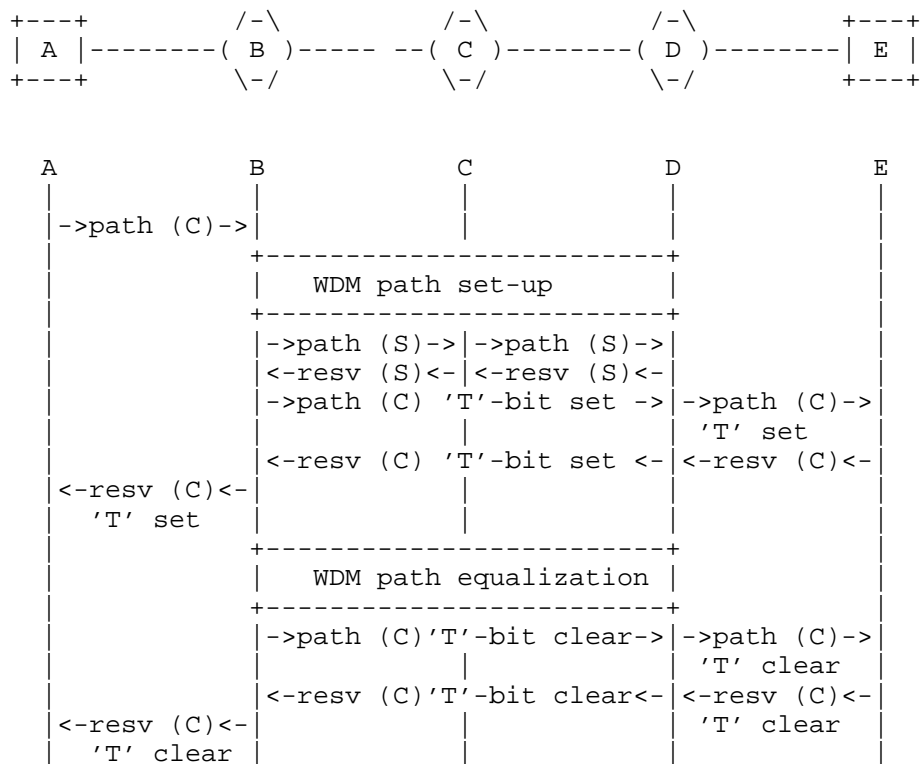 +---+ /-\ /-\ /-\ +---+
| A |--------( B )----- --( C )--------( D )--------| E |
+---+ \-/ \-/ \-/ +---+
A B C D E
->path (C)->
WDM path set-up
->path (S)-> ->path (S)->
<-resv (S)<- <-resv (S)<-
->path (C) 'T'-bit set -> ->path (C)->
'T' set
<-resv (C) 'T'-bit set <- <-resv (C)<-
<-resv (C)<-
'T' set
WDM path equalization
->path (C)'T'-bit clear-> ->path (C)->
'T' clear
<-resv (C)'T'-bit clear<- <-resv (C)<-
<-resv (C)<- 'T' clear
'T' clear